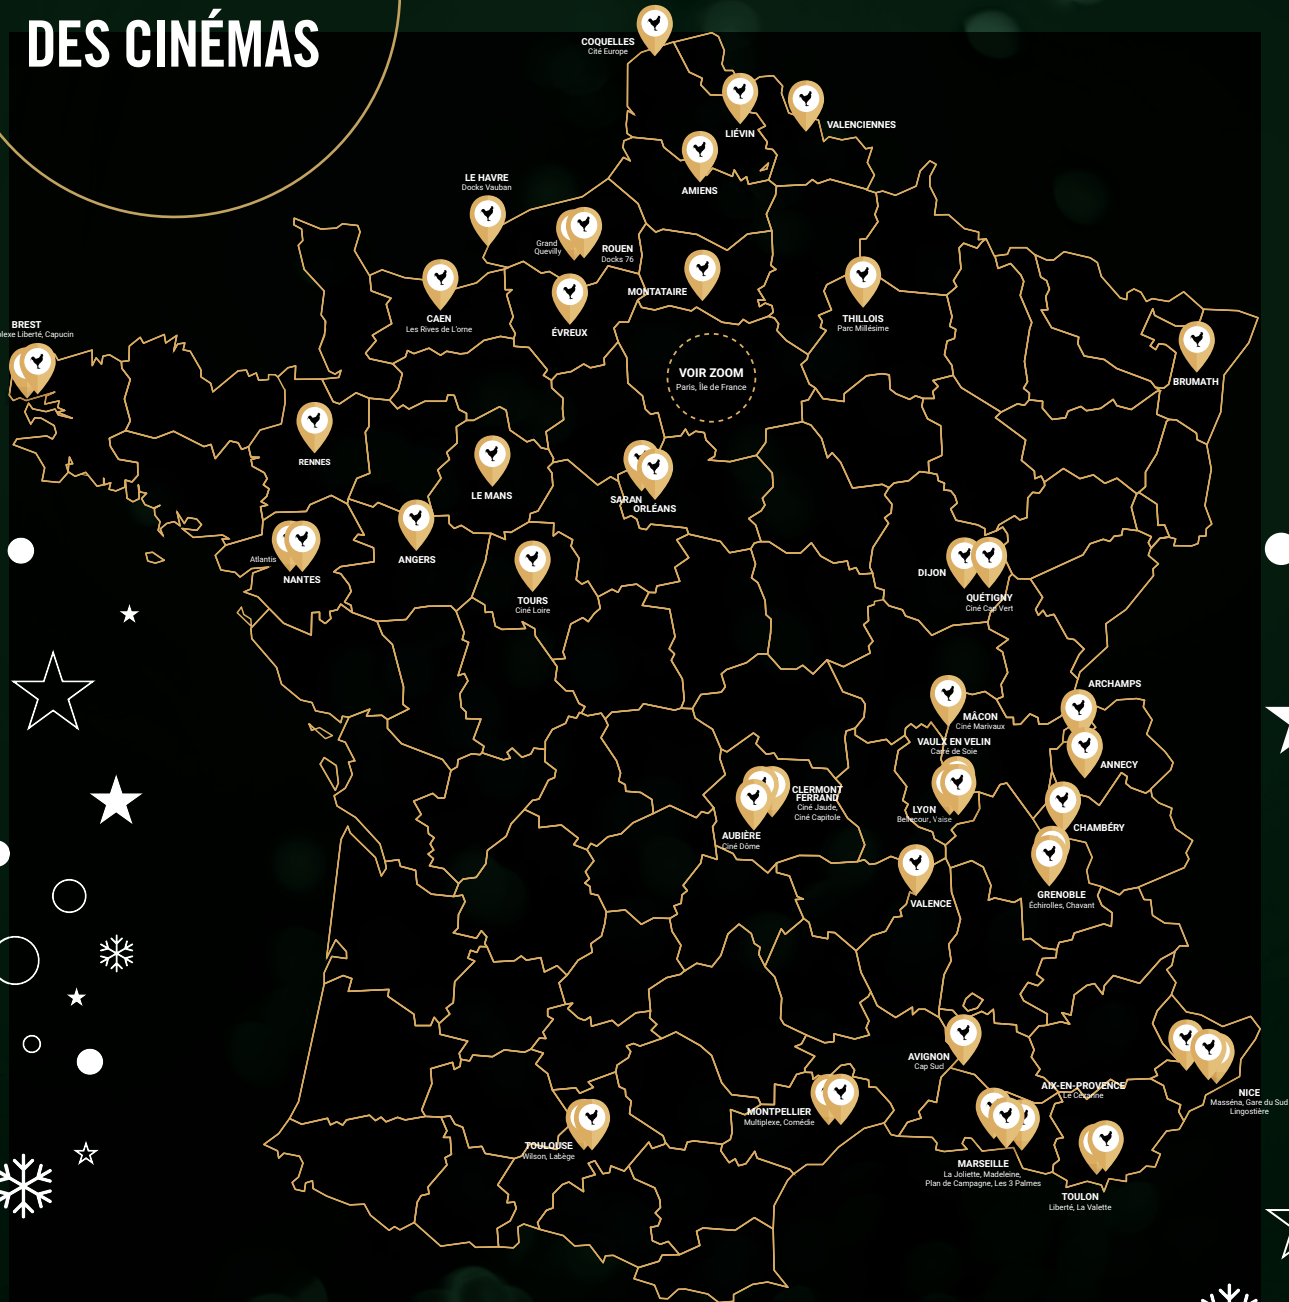 DES CINÉMAS
COQUELLES
Cité Europe
LIÉVIN
VALENCIENNES
AMIENS
LE HAVRE
Docks Vauban
Grand
Quevilly
ROUEN
Docks 76
MONTATAIRE
CAEN
Les Rives de L'orne
ÉVREUX
THILLOIS
Parc Millésime
BREST
Liberté, Capucin
VOIR ZOOM
Paris, Île de France
BRUMATH
RENNES
LE MANS
SARAN
ORLÉANS
Atlantis
NANTES
ANGERS
TOURS
Ciné Loire
DIJON
QUÉTIGNY
Ciné Cap Vert
ARCHAMPS
MÂCON
Ciné Marivaux
VAULX EN VELIN
Carré de Soie
ANNECY
CLERMONT
FERRAND
Ciné Jaude,
Ciné Capitole
LYON
Bellecour, Vaise
AUBIÈRE
Ciné Dôme
CHAMBÉRY
VALENCE
GRENOBLE
Échirolles, Chavant
AVIGNON
Cap Sud
AIX-EN-PROVENCE
Le Cézanne
NICE
Masséna, Gare du Sud
Lingostière
MONTPELLIER
Multiplexe, Comédie
TOULOUSE
Wilson, Labège
MARSEILLE
La Joliette, Madeleine,
Plan de Campagne, Les 3 Palmes
TOULON
Liberté, La Valette